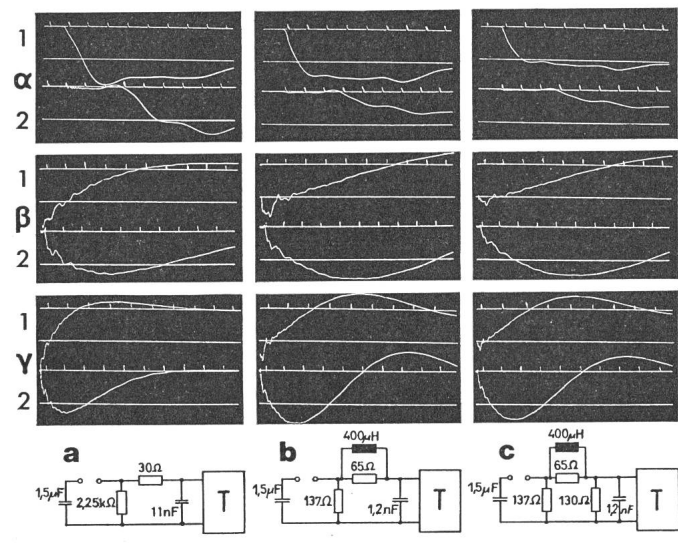 1
α
2
1
β
2
1
γ
2
a
1,5μF
2,25kΩ
30Ω
11nF
T
b
400μH
65Ω
1,5μF
137Ω
1,2nF
T
c
400μH
65Ω
1,5μF
137Ω
130Ω
1,2nF
T